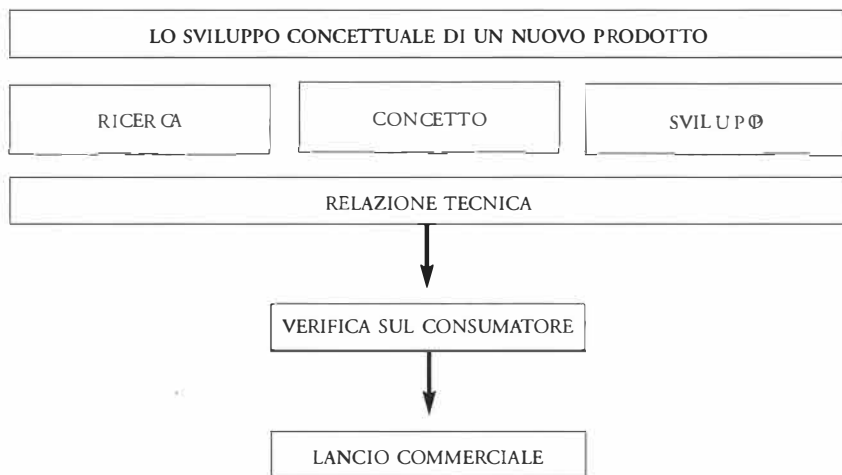 LO SVILUPPO CONCETTUALE DI UN NUOVO PRODOTTO
RICERCA
CONCETTO
SVILUPPO
RELAZIONE TECNICA
VERIFICA SUL CONSUMATORE
LANCIO COMMERCIALE